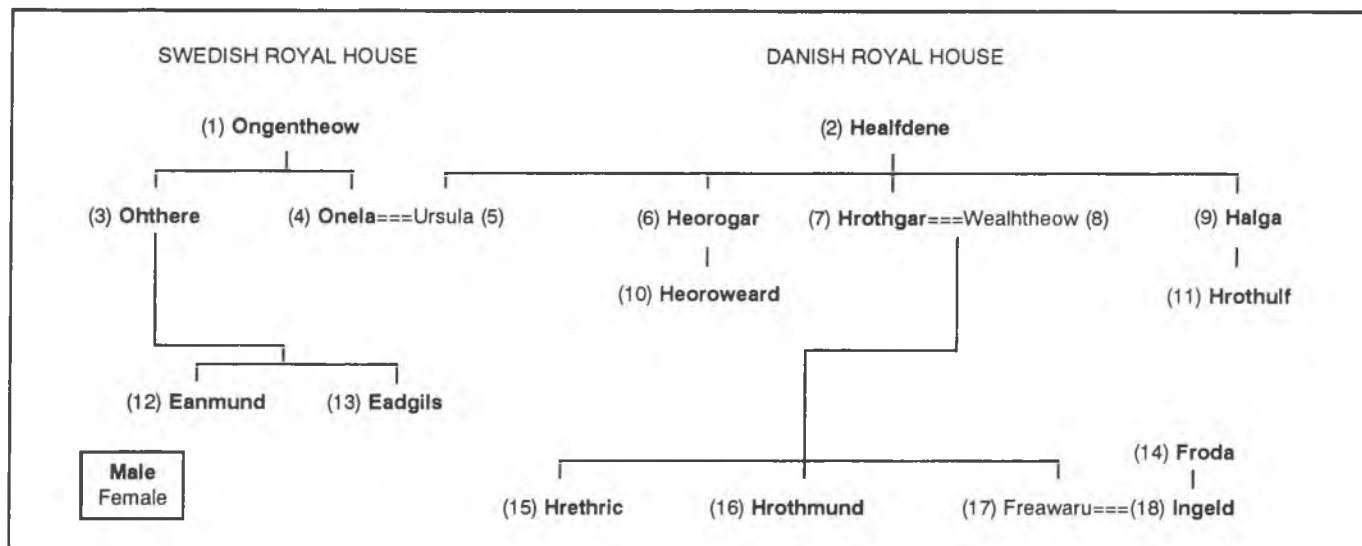 SWEDISH ROYAL HOUSE DANISH ROYAL HOUSE
(1) Ongentheow (2) Healfdene
(3) Ohthere (4) Onela===Ursula (5) (6) Heorogar (7) Hrothgar===Wealhtheow (8) (9) Halga
(10) Heoroweard (11) Hrothulf
(12) Eanmund (13) Eadgils
(14) Froda
Male
Female
(15) Hrethric (16) Hrothmund (17) Freawaru===(18) Ingeld